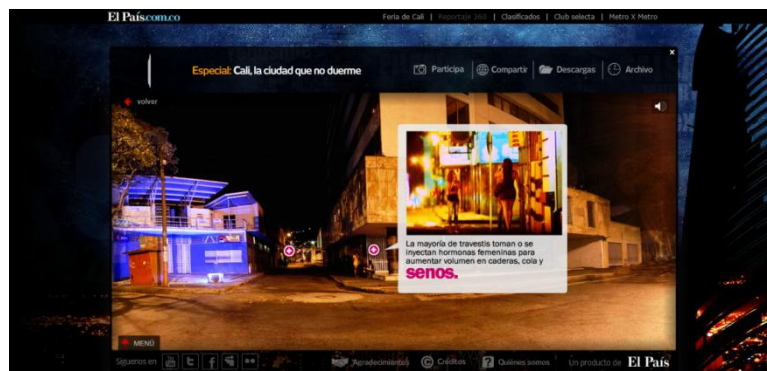 El País.com.co
Feria de Cali | Reportaje 360 | Clasificados | Club selecta | Metro X Metro
x
Especial: Cali, la ciudad que no duerme
Participa | Compartir | Descargas | Archivo
volver
La mayoría de travestis toman o se
inyectan hormonas femeninas para
aumentar volumen en caderas, cola y
senos.
MENÚ
Síguenos en
Agradecimientos
Créditos
Quiénes somos
Un producto de El País